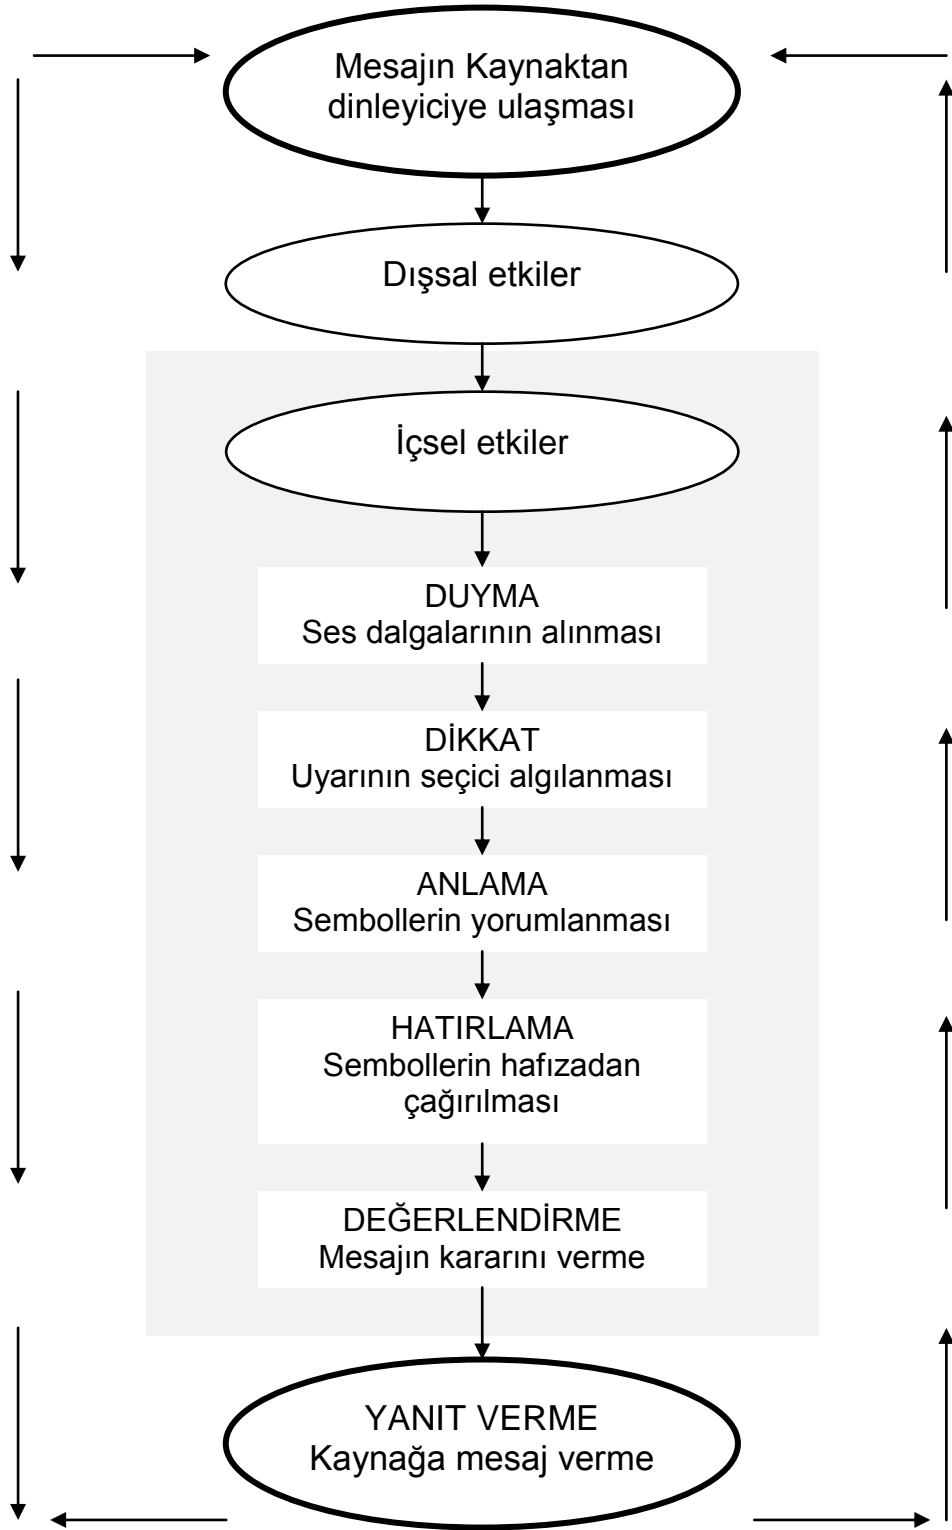 Mesajın Kaynaktan
dinleyiciye ulaşması
Dışsal etkiler
İçsel etkiler
DUYMA
Ses dalgalarının alınması
DİKKAT
Uyarının seçici algılanması
ANLAMA
Sembollerin yorumlanması
HATIRLAMA
Sembollerin hafızadan
çağırılması
DEĞERLENDİRME
Mesajın kararını verme
YANIT VERME
Kaynağa mesaj verme